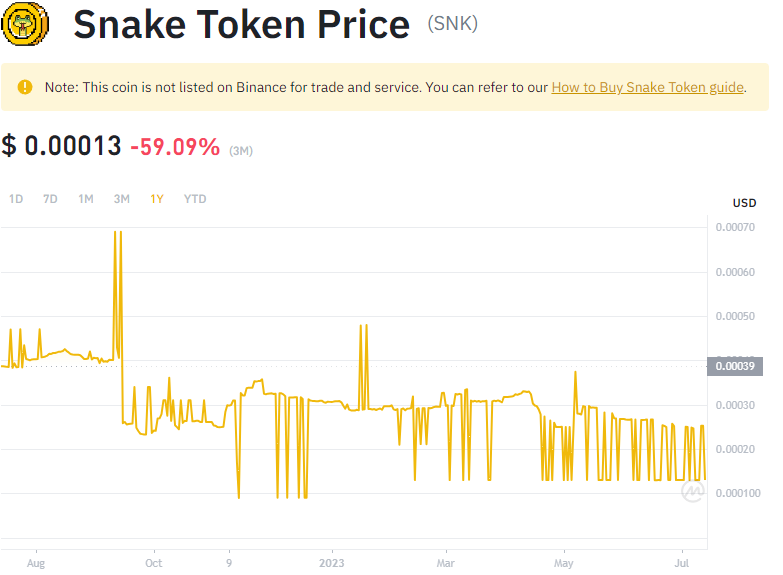 Snake Token Price (SNK)
Note: This coin is not listed on Binance for trade and service. You can refer to our How to Buy Snake Token guide.
$ 0.00013 -59.09% (3M)
1D 7D 1M 3M 1Y YTD
USD
0.00070
0.00060
0.00050
0.00039
0.00030
0.00020
0.000100
Aug Oct 9 2023 Mar May Jul